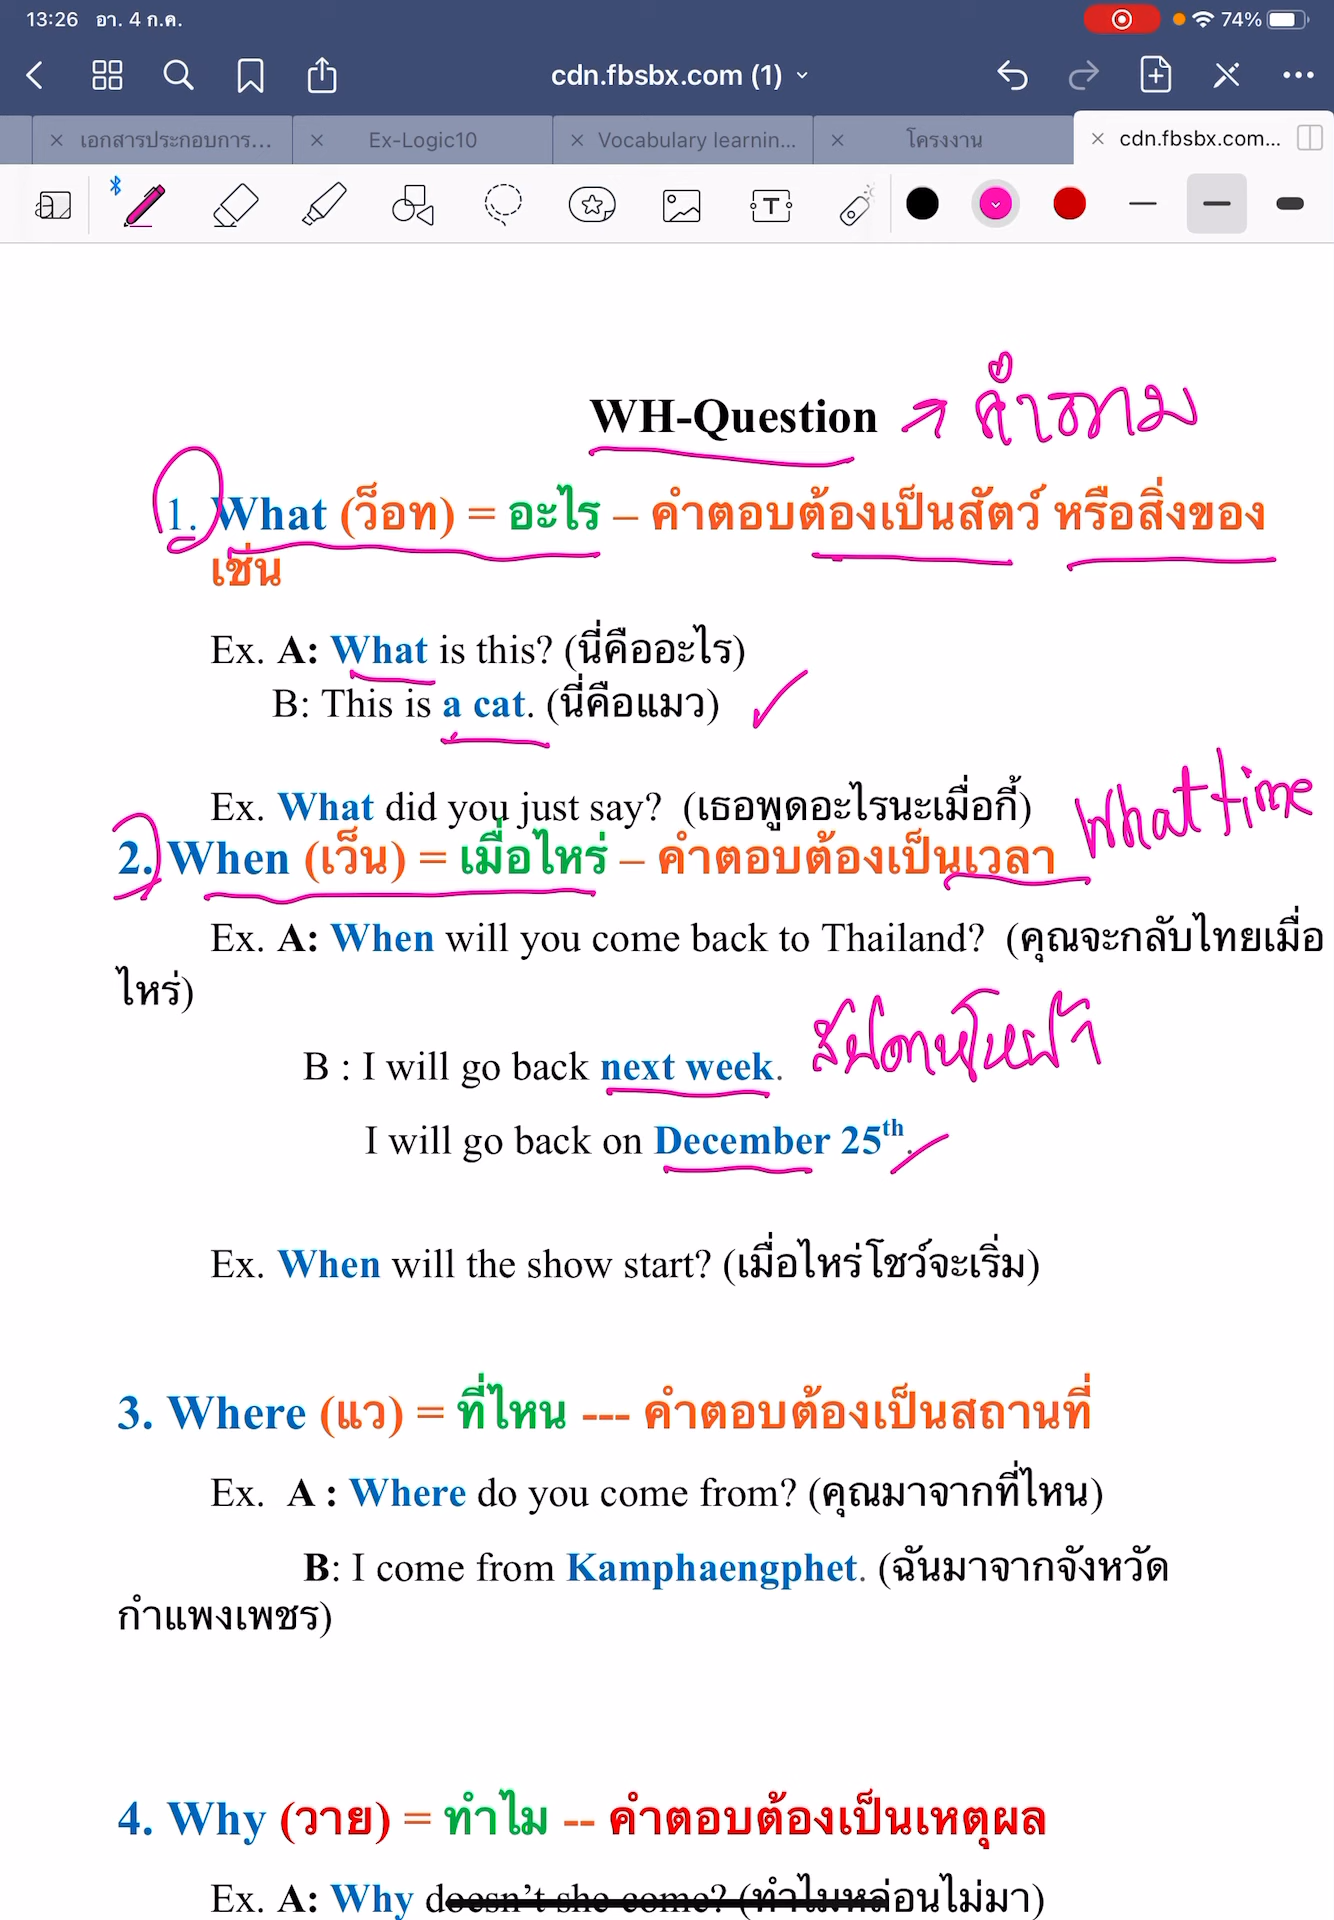 13:26 อา. 4 ก.ค. 74%
cdn.fbsbx.com (1)
เอกสารประกอบการ... Ex-Logic10 Vocabulary learnin... โครงงาน cdn.fbsbx.com...
WH-Question → คำถาม
1. What (ว็อท) = อะไร – คำตอบต้องเป็นสัตว์ หรือสิ่งของ
เช่น
Ex. A: What is this? (นี่คืออะไร)
B: This is a cat. (นี่คือแมว)
Ex. What did you just say? (เธอพูดอะไรนะเมื่อกี้)
What time
2. When (เว็น) = เมื่อไหร่ – คำตอบต้องเป็นเวลา
Ex. A: When will you come back to Thailand? (คุณจะกลับไทยเมื่อ
ไหร่)
B : I will go back next week. สัปดาห์หน้า
I will go back on December 25th.
Ex. When will the show start? (เมื่อไหร่โชว์จะเริ่ม)
3. Where (แว) = ที่ไหน --- คำตอบต้องเป็นสถานที่
Ex. A : Where do you come from? (คุณมาจากที่ไหน)
B: I come from Kamphaengphet. (ฉันมาจากจังหวัด
กำแพงเพชร)
4. Why (วาย) = ทำไม -- คำตอบต้องเป็นเหตุผล
Ex. A: Why doesn't she come? (ทำไมหล่อนไม่มา)